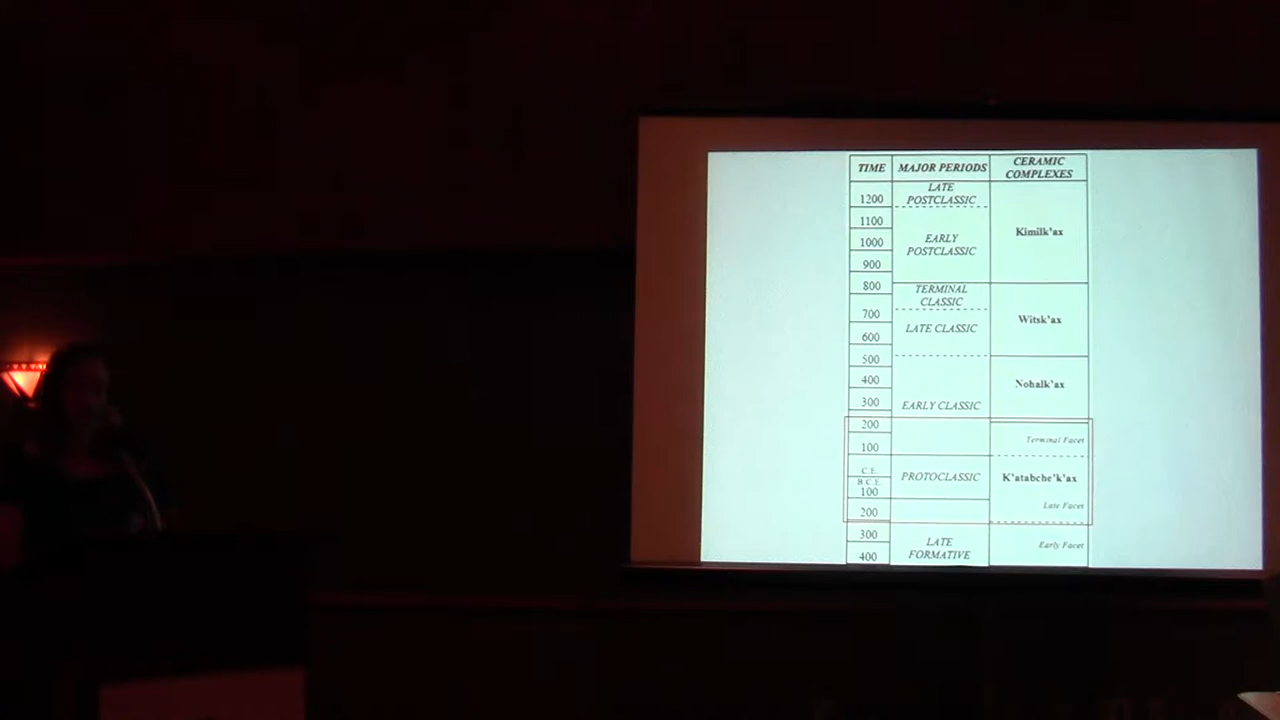 TIME MAJOR PERIODS CERAMIC COMPLEXES
1200 LATE POSTCLASSIC
1100
1000 EARLY POSTCLASSIC Kimilk'ax
900
800 TERMINAL CLASSIC
700
600 LATE CLASSIC Witsk'ax
500
400 Nohalk'ax
300 EARLY CLASSIC
200
100 Terminal Facet
C.E.
B.C.E. PROTOCLASSIC K'atabche'k'ax
100
200 Late Facet
300 LATE FORMATIVE Early Facet
400